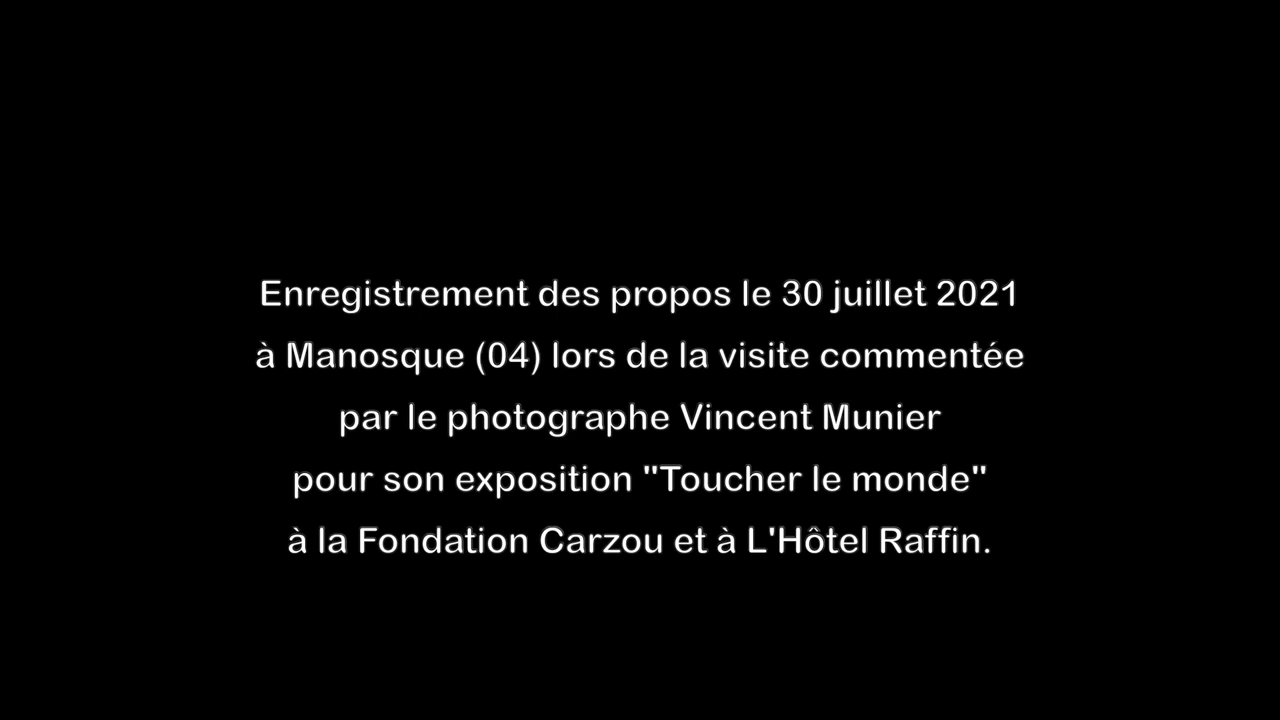 Enregistrement des propos le 30 juillet 2021
à Manosque (04) lors de la visite commentée
par le photographe Vincent Munier
pour son exposition "Toucher le monde"
à la Fondation Carzou et à L'Hôtel Raffin.